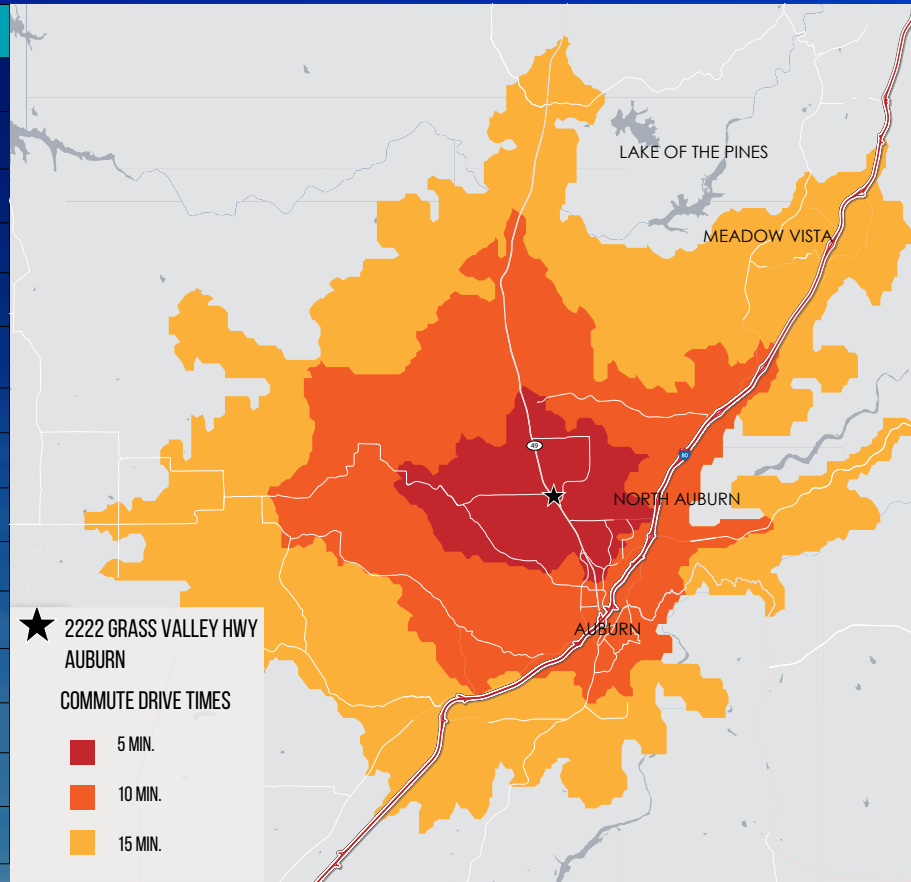 LAKE OF THE PINES
MEADOW VISTA
49
80
NORTH AUBURN
AUBURN
2222 GRASS VALLEY HWY
AUBURN
COMMUTE DRIVE TIMES
5 MIN.
10 MIN.
15 MIN.